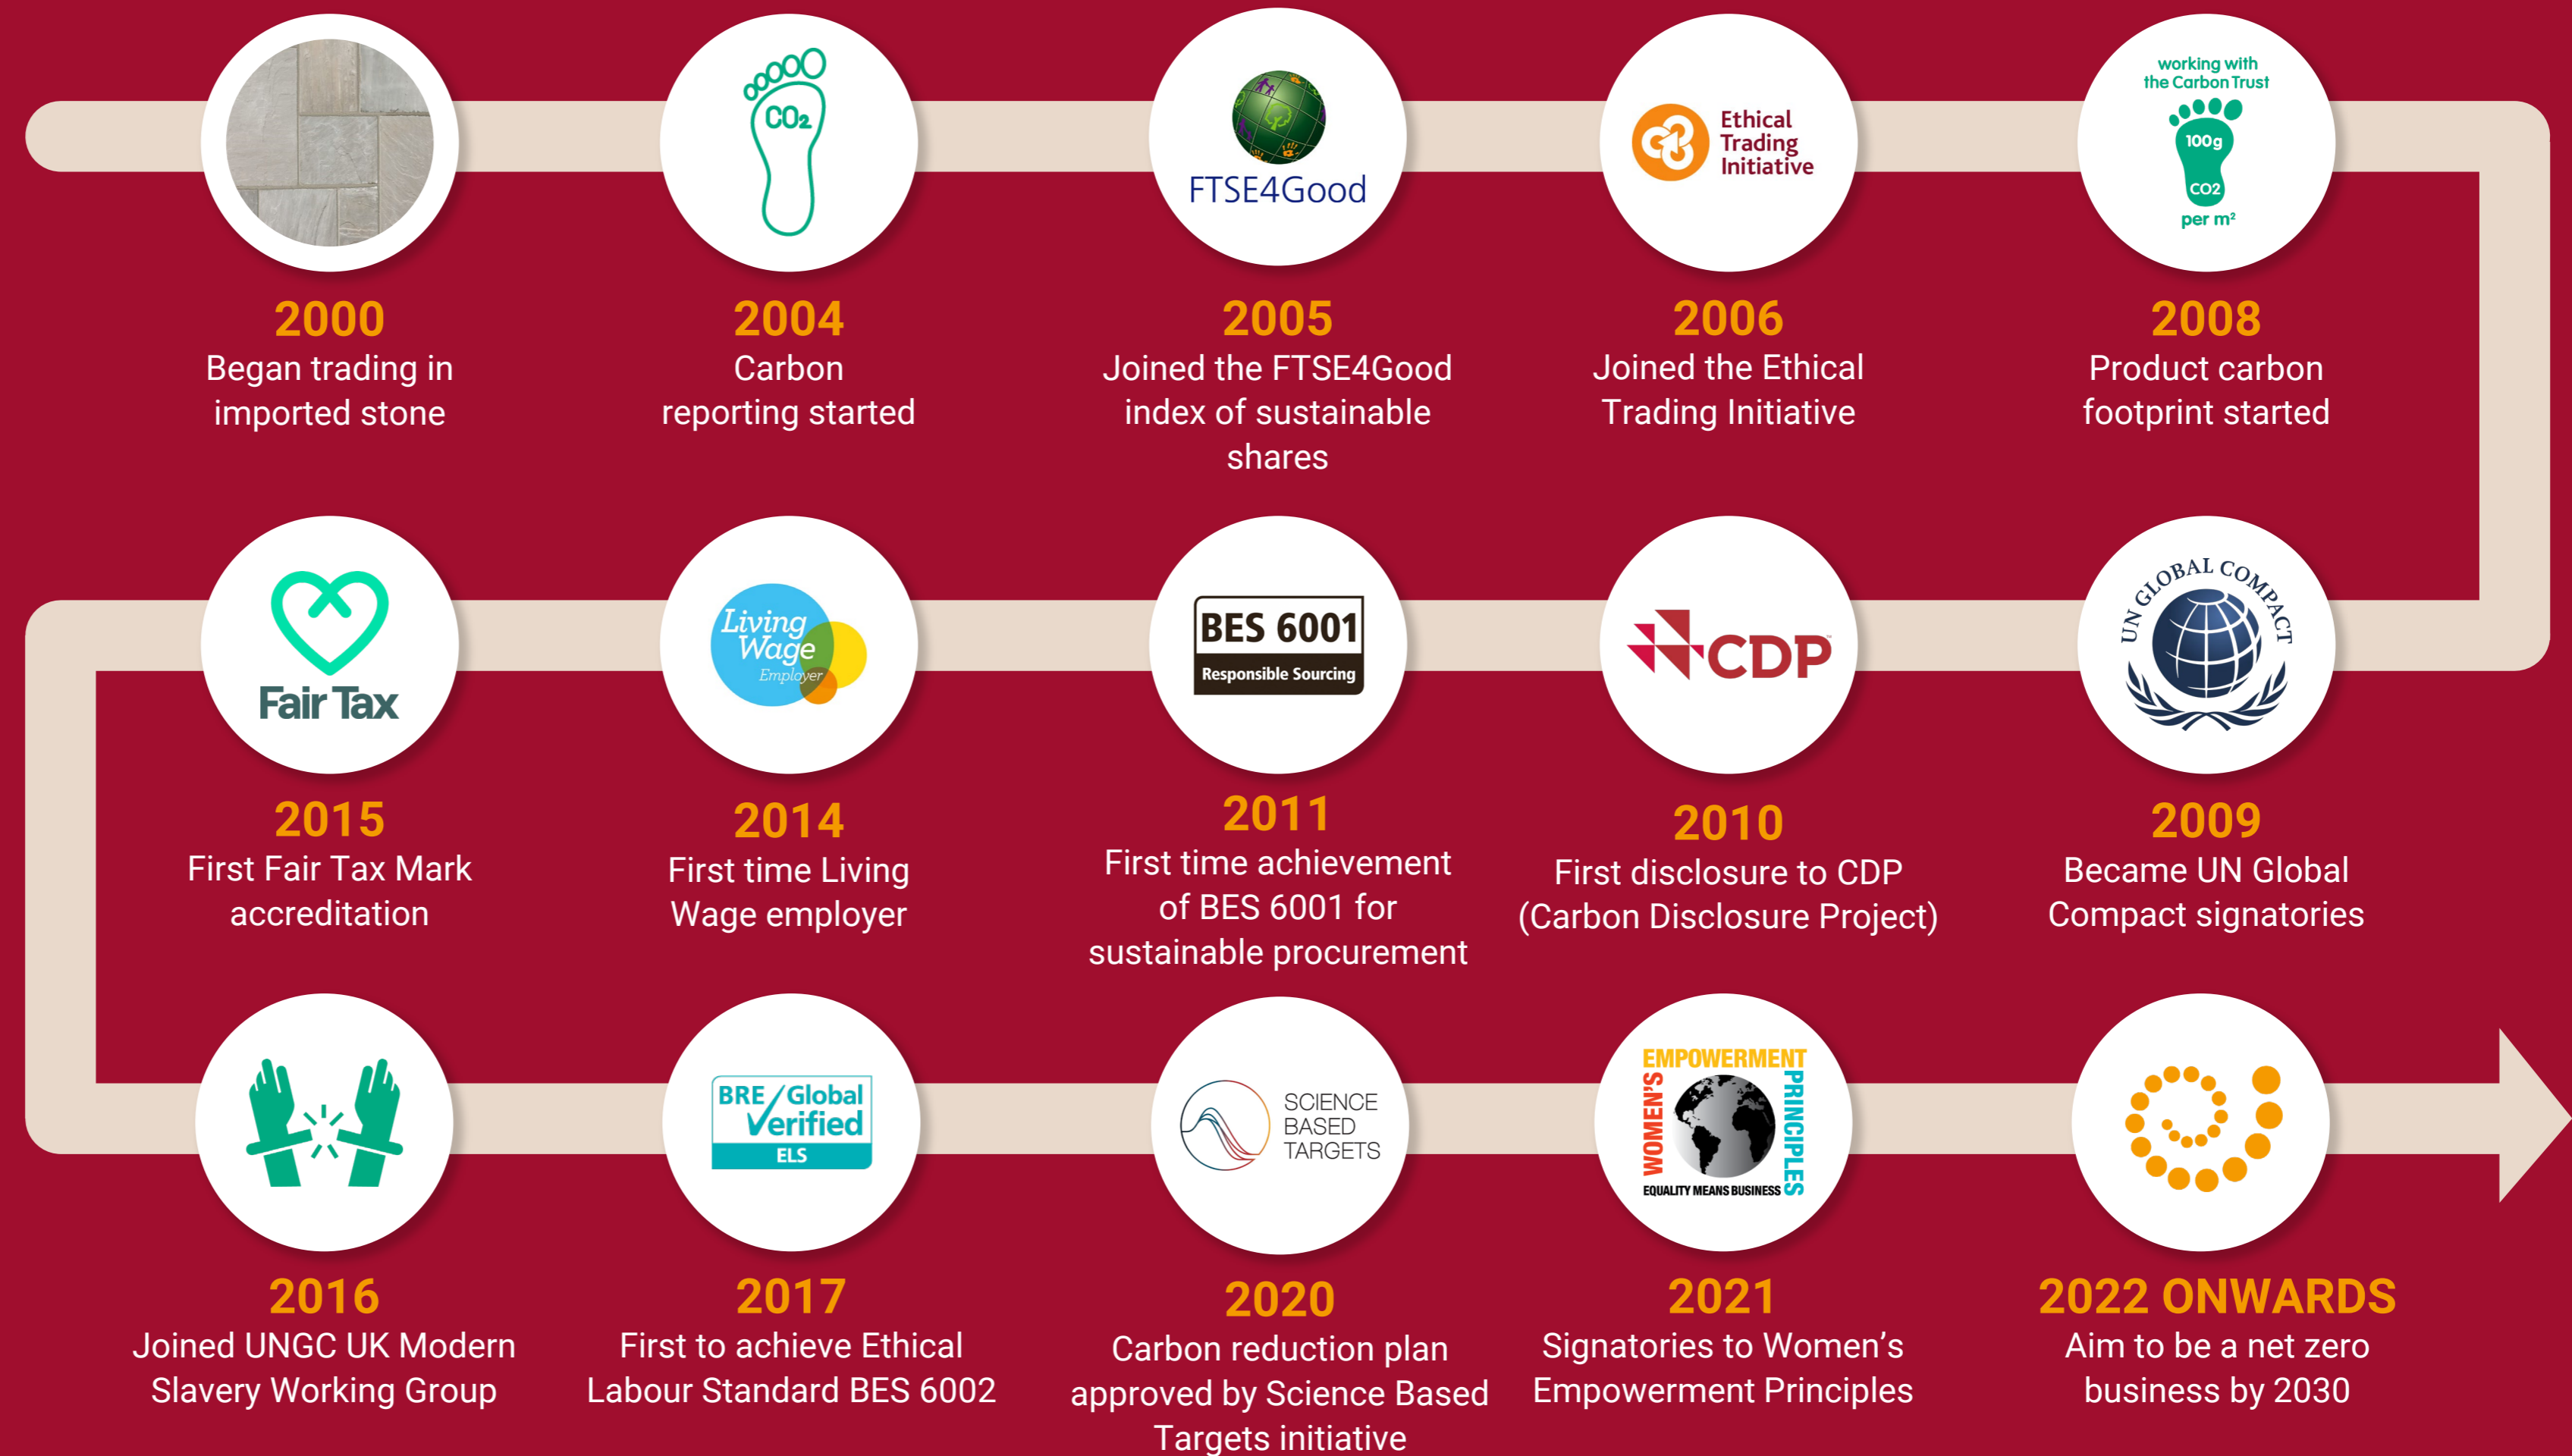 CO₂
FTSE4Good
Ethical
Trading
Initiative
working with
the Carbon Trust
100g
CO2
per m²
2000
Began trading in
imported stone
2004
Carbon
reporting started
2005
Joined the FTSE4Good
index of sustainable
shares
2006
Joined the Ethical
Trading Initiative
2008
Product carbon
footprint started
UN GLOBAL COMPACT
2009
Became UN Global
Compact signatories
CDP
2010
First disclosure to CDP
(Carbon Disclosure Project)
BES 6001
Responsible Sourcing
2011
First time achievement
of BES 6001 for
sustainable procurement
Living
Wage
Employer
2014
First time Living
Wage employer
Fair Tax
2015
First Fair Tax Mark
accreditation
2016
Joined UNGC UK Modern
Slavery Working Group
BRE/Global
Verified
ELS
2017
First to achieve Ethical
Labour Standard BES 6002
SCIENCE
BASED
TARGETS
2020
Carbon reduction plan
approved by Science Based
Targets initiative
WOMEN'S
EMPOWERMENT
PRINCIPLES
EQUALITY MEANS BUSINESS
2021
Signatories to Women’s
Empowerment Principles
2022 ONWARDS
Aim to be a net zero
business by 2030